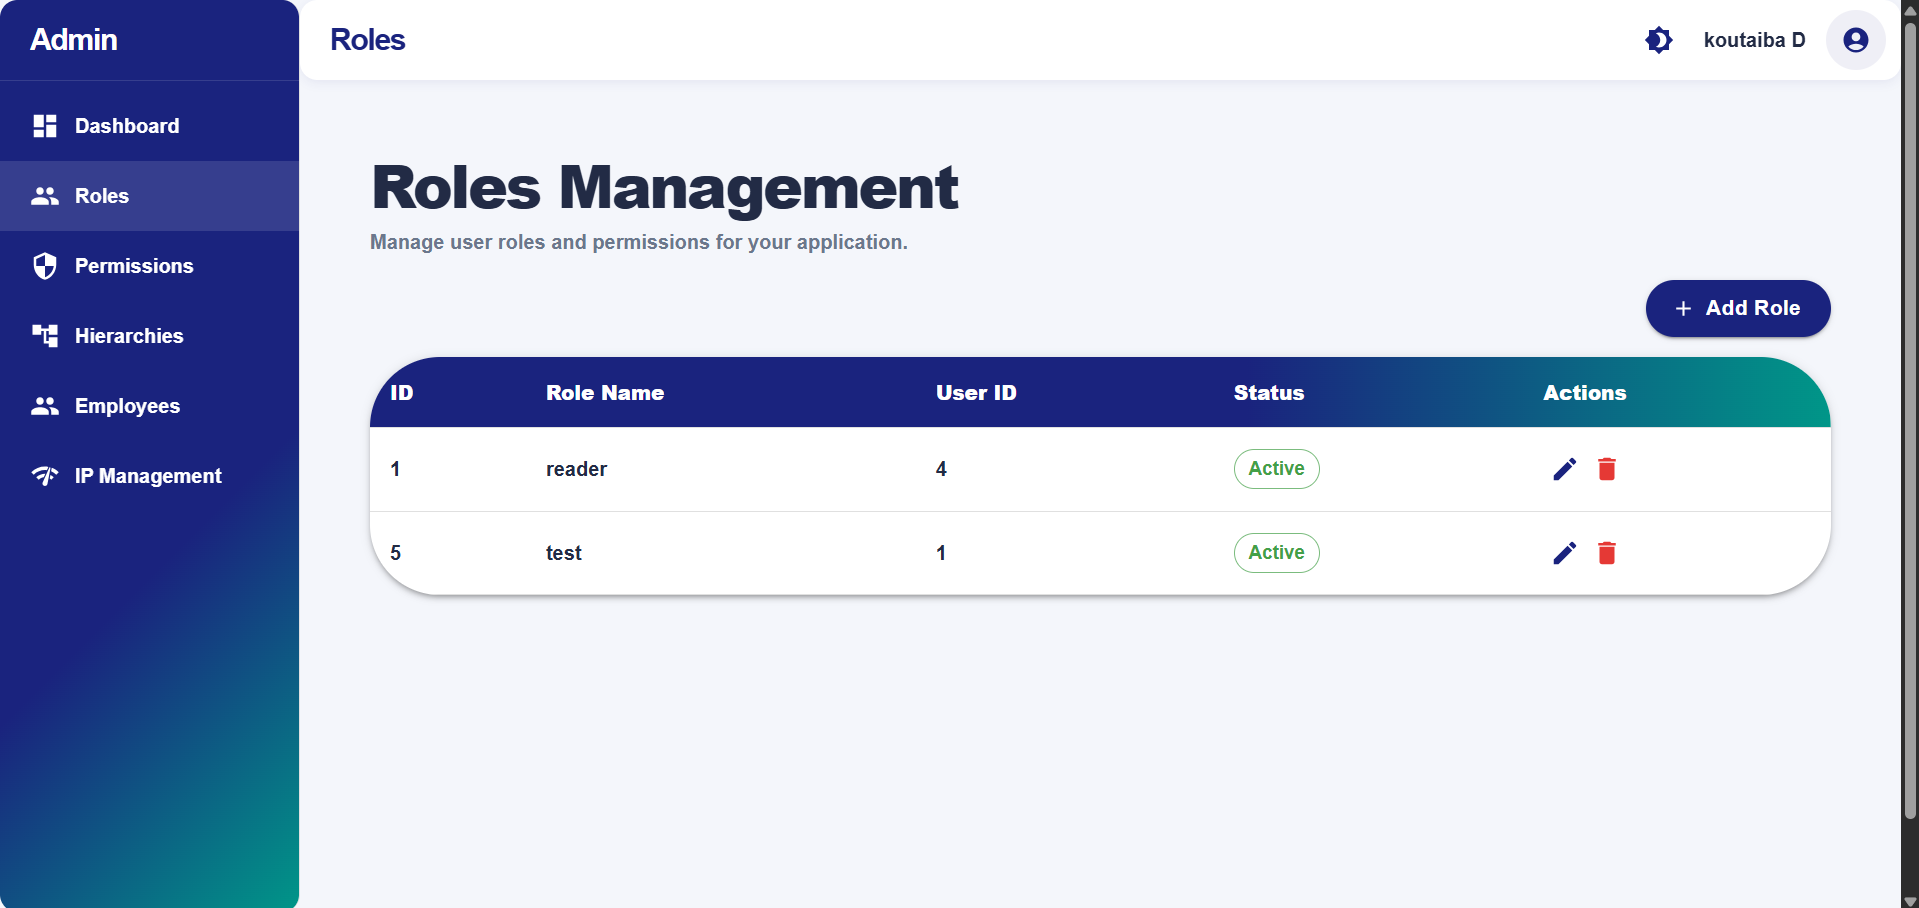 Admin
Dashboard
Roles
Permissions
Hierarchies
Employees
IP Management
Roles
koutaiba D
Roles Management
Manage user roles and permissions for your application.
Add Role
ID Role Name User ID Status Actions
1 reader 4 Active
5 test 1 Active